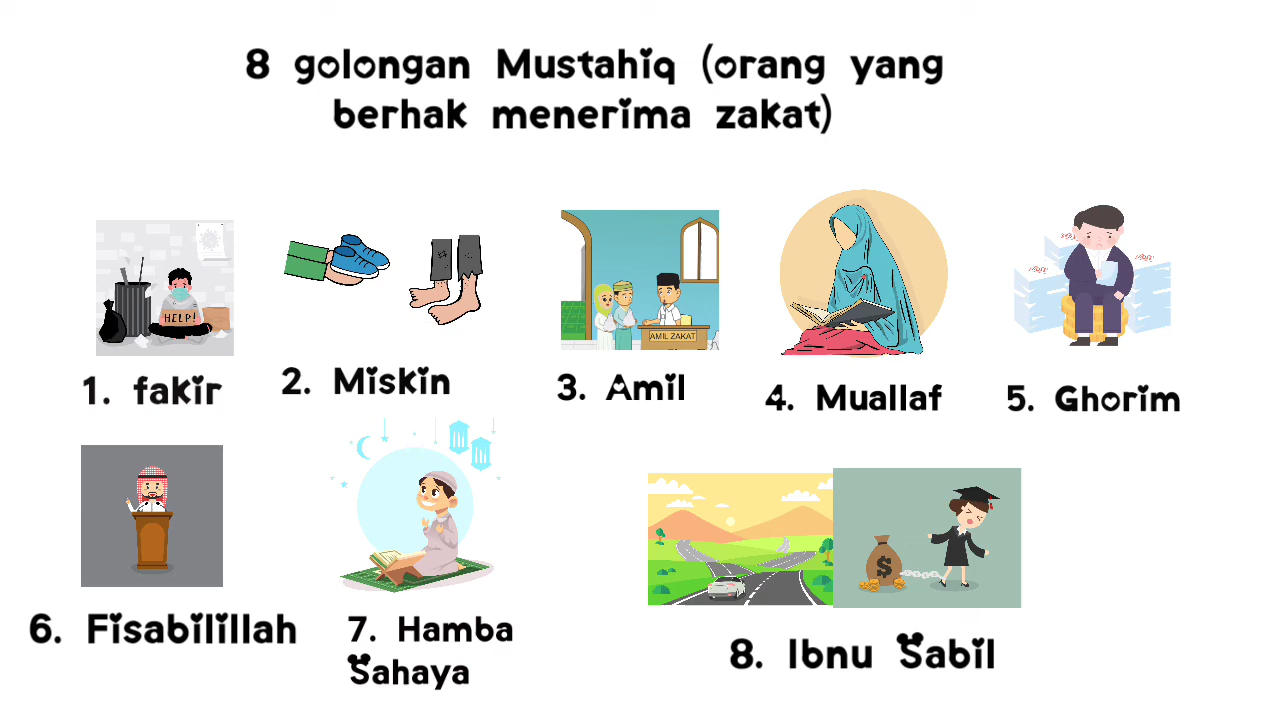 8 golongan Mustahiq (orang yang
berhak menerima zakat)
HELP!
AMIL ZAKAT
1. fakir
2. Miskin
3. Amil
4. Muallaf
5. Ghorim
6. Fisabilillah
7. Hamba
Sahaya
8. Ibnu Sabil
$